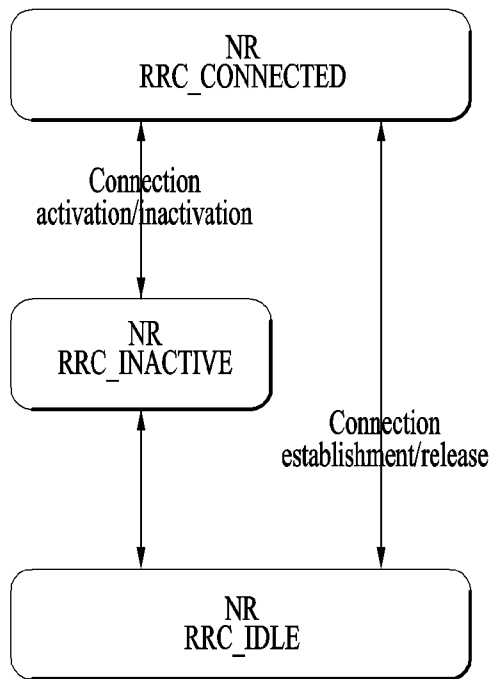 NR
RRC_CONNECTED
Connection
activation/inactivation
NR
RRC_INACTIVE
Connection
establishment/release
NR
RRC_IDLE